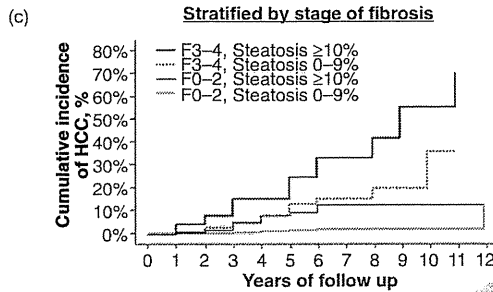 (c)
Stratified by stage of fibrosis
F3–4, Steatosis ≥10%
F3–4, Steatosis 0–9%
F0–2, Steatosis ≥10%
F0–2, Steatosis 0–9%
Cumulative incidence
of HCC, %
80%
70%
60%
50%
40%
30%
20%
10%
0%
0 1 2 3 4 5 6 7 8 9 10 11 12
Years of follow up